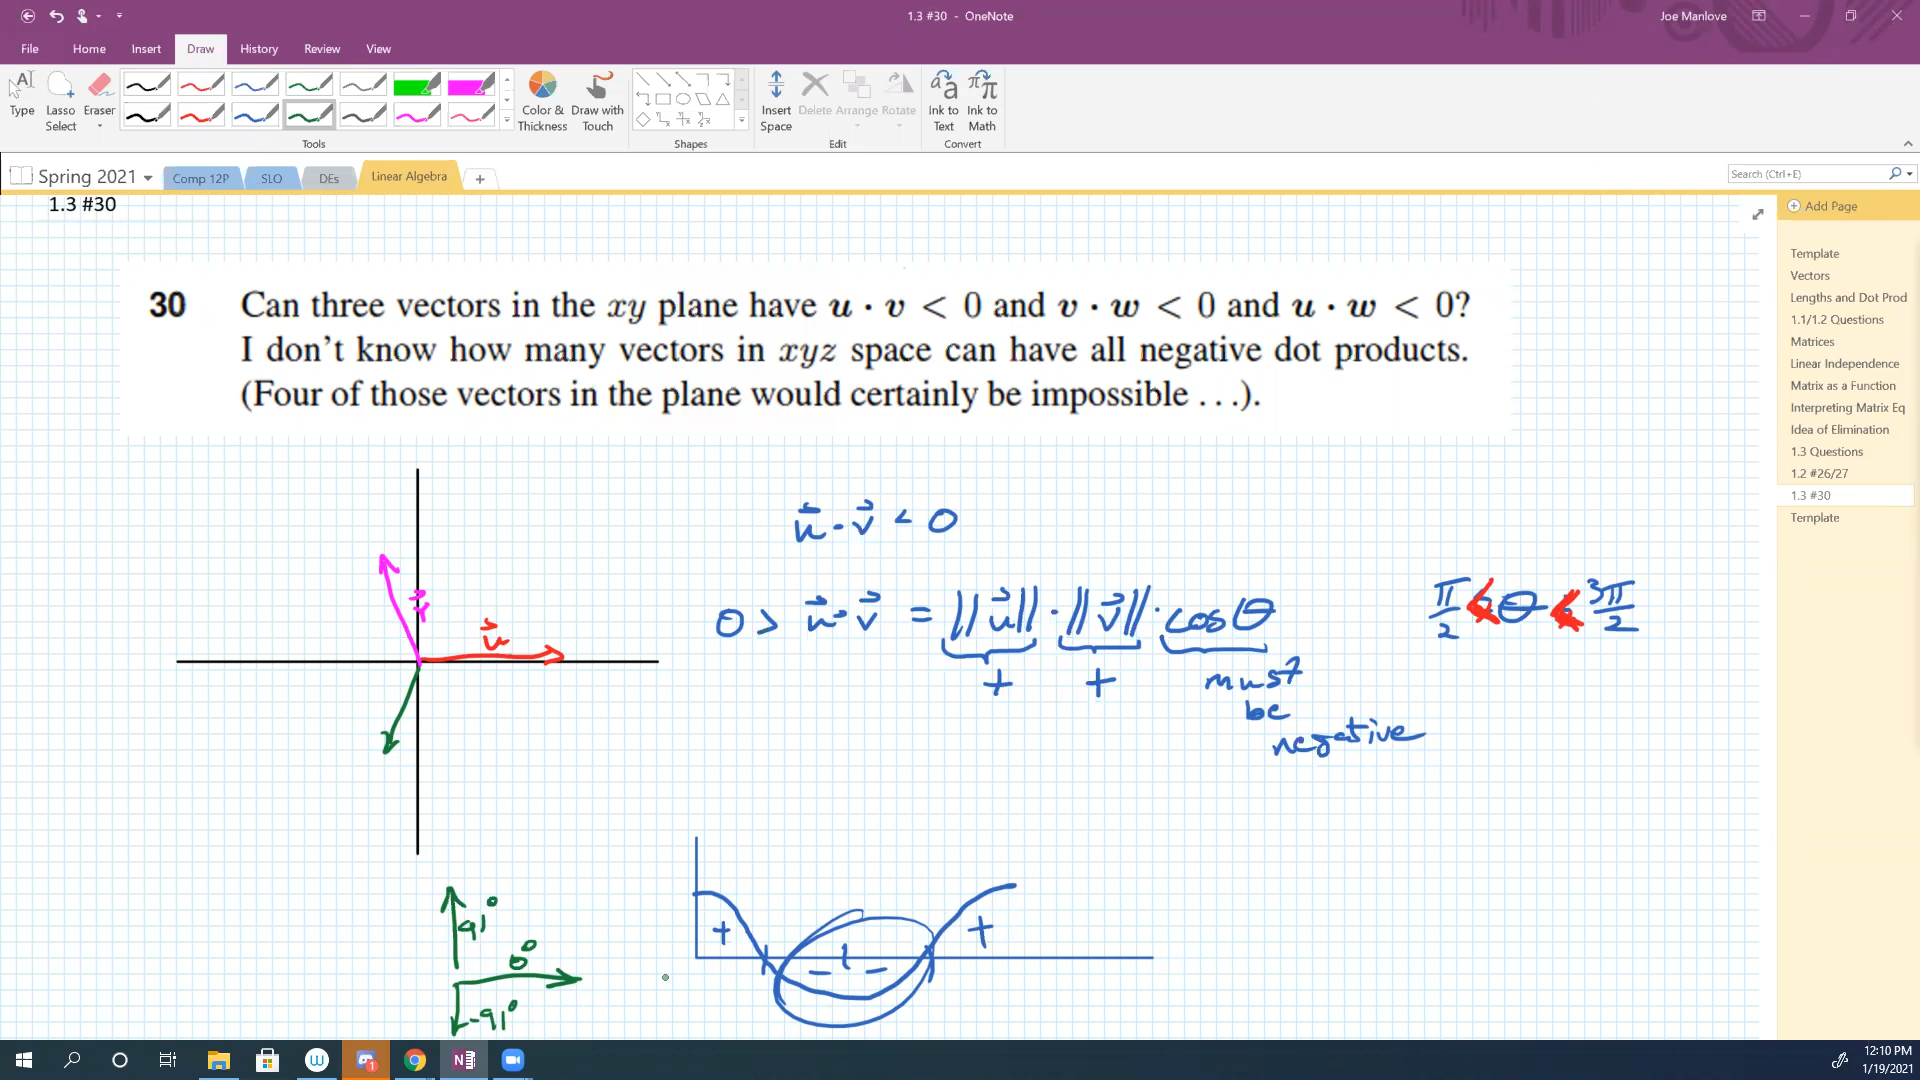 1.3 #30 - OneNote
Joe Manlove
File Home Insert Draw History Review View
Type Lasso Select Eraser
Color & Thickness Draw with Touch
Insert Space Delete Arrange Rotate
Ink to Text Ink to Math
Tools Shapes Edit Convert
Spring 2021 Comp 12P SLO DEs Linear Algebra +
Search (Ctrl+E)
Add Page
1.3 #30
30 Can three vectors in the xy plane have u · v < 0 and v · w < 0 and u · w < 0?
I don't know how many vectors in xyz space can have all negative dot products.
(Four of those vectors in the plane would certainly be impossible . . .).
Template
Vectors
Lengths and Dot Prod
1.1/1.2 Questions
Matrices
Linear Independence
Matrix as a Function
Interpreting Matrix Eq
Idea of Elimination
1.3 Questions
1.2 #26/27
1.3 #30
Template
u⃗ · v⃗ < 0
0 > u⃗ · v⃗ = ||u⃗|| · ||v⃗|| · cosθ
π/2 < θ < 3π/2
v⃗
u⃗
+ + must
be
negative
91°
0°
-91°
+ - - +
12:10 PM
1/19/2021